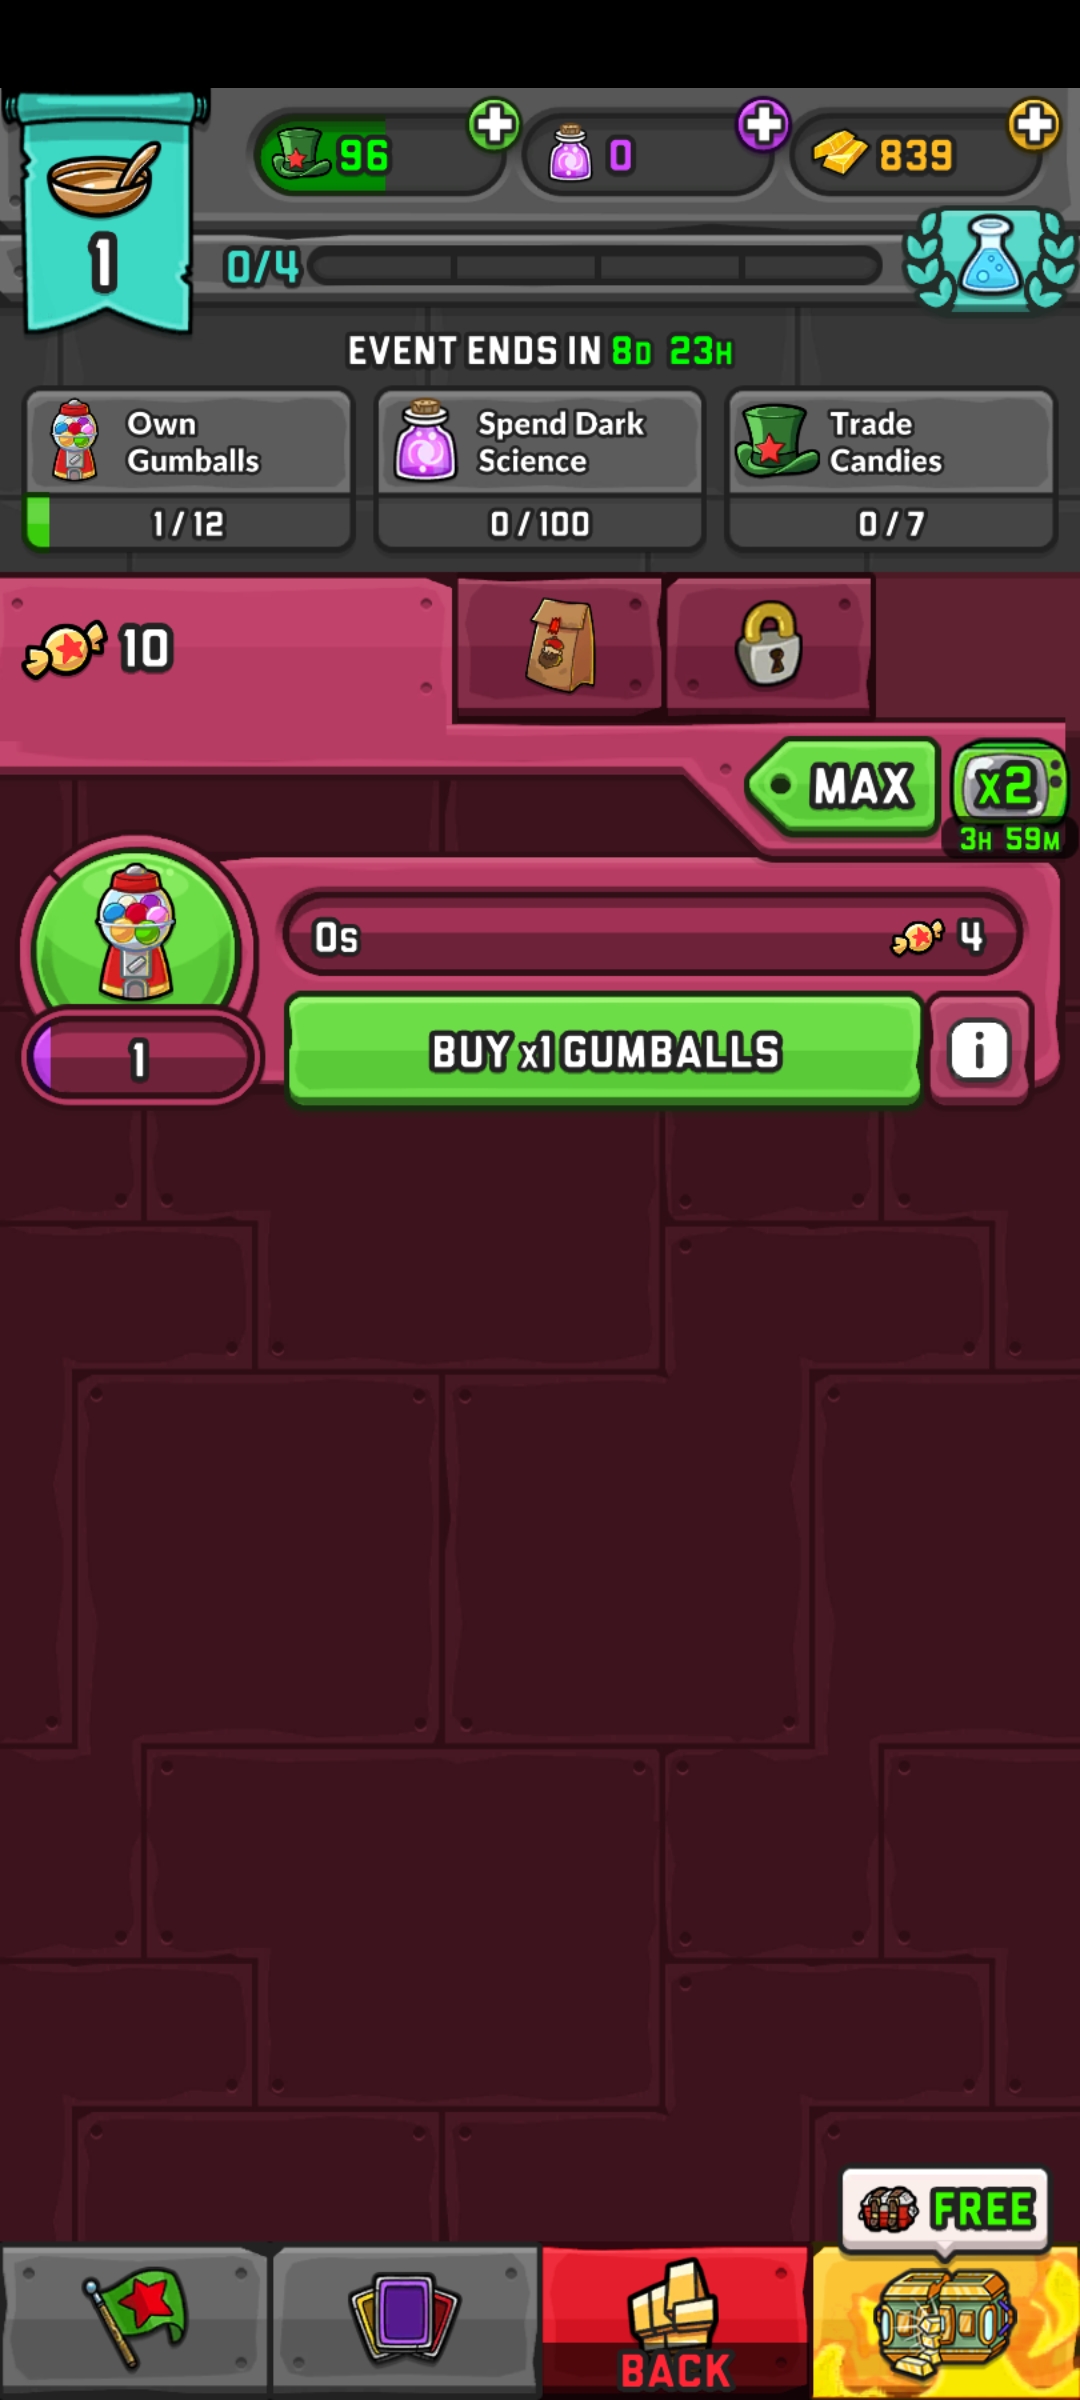 96
0
839
1
0/4
EVENT ENDS IN 8D 23H
Own
Gumballs
1/12
Spend Dark
Science
0/100
Trade
Candies
0/7
10
MAX
x2
3H 59M
0s
4
1
BUY x1 GUMBALLS
i
FREE
BACK